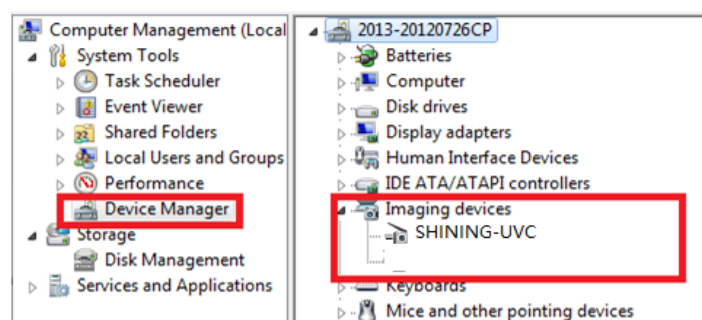 Computer Management (Local
System Tools
Task Scheduler
Event Viewer
Shared Folders
Local Users and Groups
Performance
Device Manager
Storage
Disk Management
Services and Applications
2013-20120726CP
Batteries
Computer
Disk drives
Display adapters
Human Interface Devices
IDE ATA/ATAPI controllers
Imaging devices
SHINING-UVC
Keyboards
Mice and other pointing devices